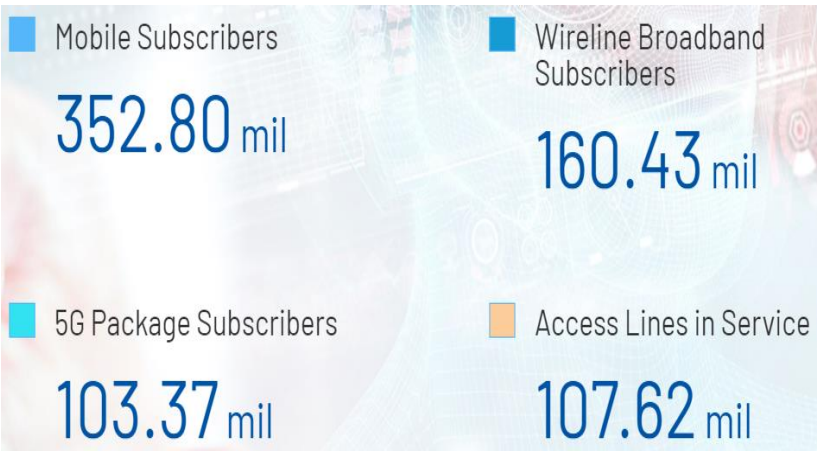 Mobile Subscribers
352.80 mil
Wireline Broadband
Subscribers
160.43 mil
5G Package Subscribers
103.37 mil
Access Lines in Service
107.62 mil